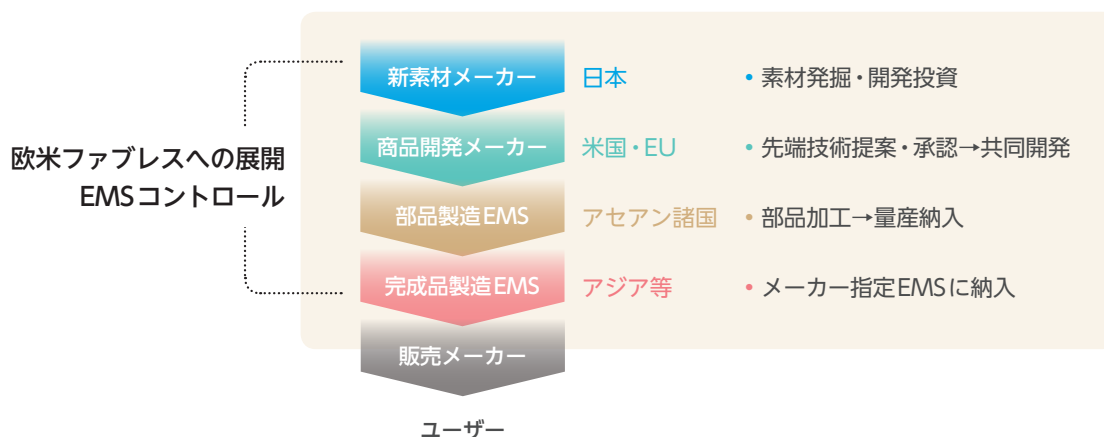 新素材メーカー 日本 • 素材発掘・開発投資
商品開発メーカー 米国・EU • 先端技術提案・承認→共同開発
欧米ファブレスへの展開
EMSコントロール
部品製造EMS アセアン諸国 • 部品加工→量産納入
完成品製造EMS アジア等 • メーカー指定EMSに納入
販売メーカー
ユーザー